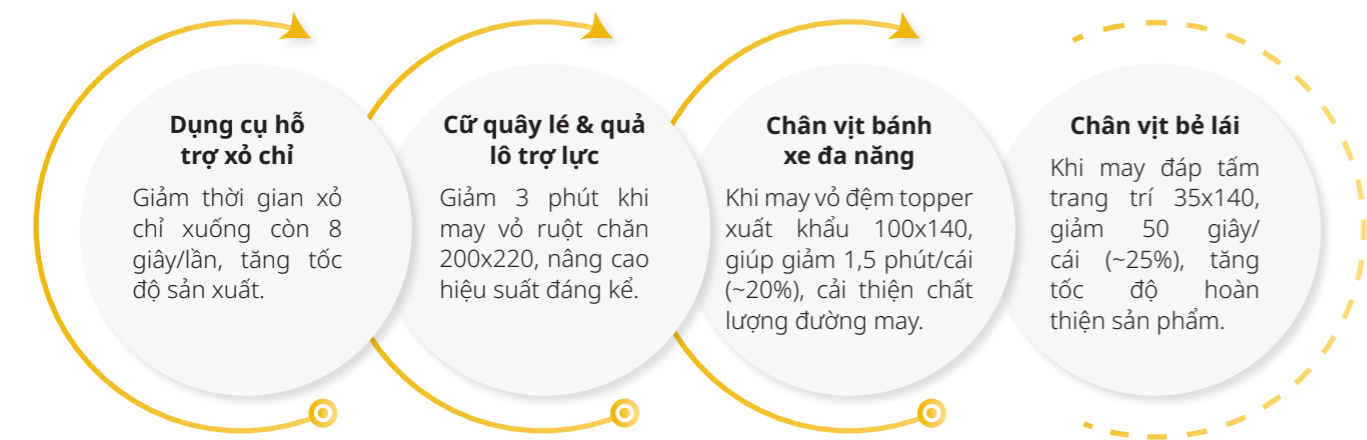 Dụng cụ hỗ
trợ xỏ chỉ
Giảm thời gian xỏ
chỉ xuống còn 8
giây/lần, tăng tốc
độ sản xuất.
Cữ quây lé & quả
lô trợ lực
Giảm 3 phút khi
may vỏ ruột chăn
200x220, nâng cao
hiệu suất đáng kể.
Chân vịt bánh
xe đa năng
Khi may vỏ đệm topper
xuất khẩu 100x140,
giúp giảm 1,5 phút/cái
(~20%), cải thiện chất
lượng đường may.
Chân vịt bẻ lái
Khi may đáp tấm
trang trí 35x140,
giảm 50 giây/
cái (~25%), tăng
tốc độ hoàn
thiện sản phẩm.